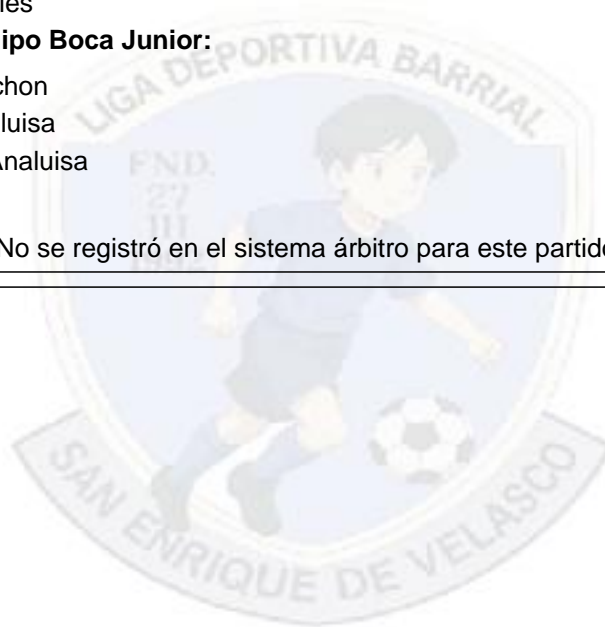 les
ipo Boca Junior:
chon
luisa
Analuisa
No se registró en el sistema árbitro para este partido
LIGA DEPORTIVA BARRIAL
FND.
27
III
SAN ENRIQUE DE VELASCO